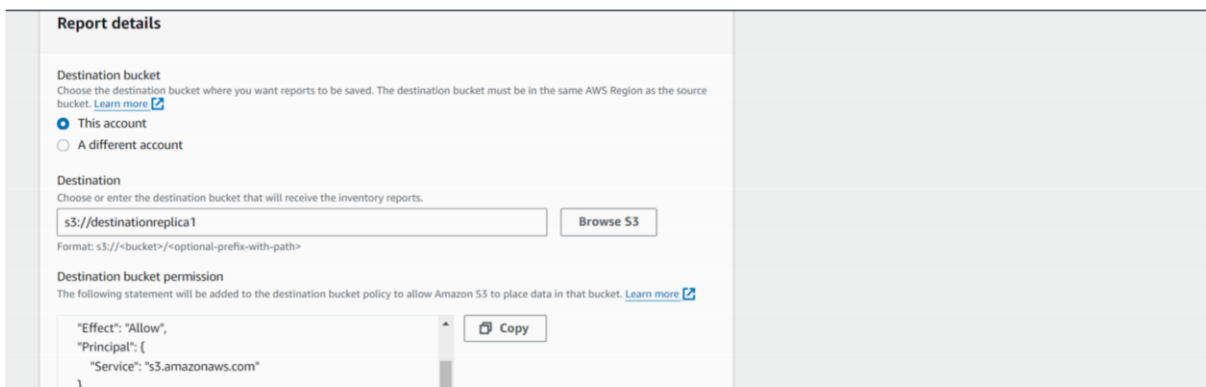 Report details
Destination bucket
Choose the destination bucket where you want reports to be saved. The destination bucket must be in the same AWS Region as the source
bucket. Learn more
This account
A different account
Destination
Choose or enter the destination bucket that will receive the inventory reports.
s3://destinationreplica1
Browse S3
Format: s3://<bucket>/<optional-prefix-with-path>
Destination bucket permission
The following statement will be added to the destination bucket policy to allow Amazon S3 to place data in that bucket. Learn more
"Effect": "Allow",
Copy
"Principal": {
"Service": "s3.amazonaws.com"
}